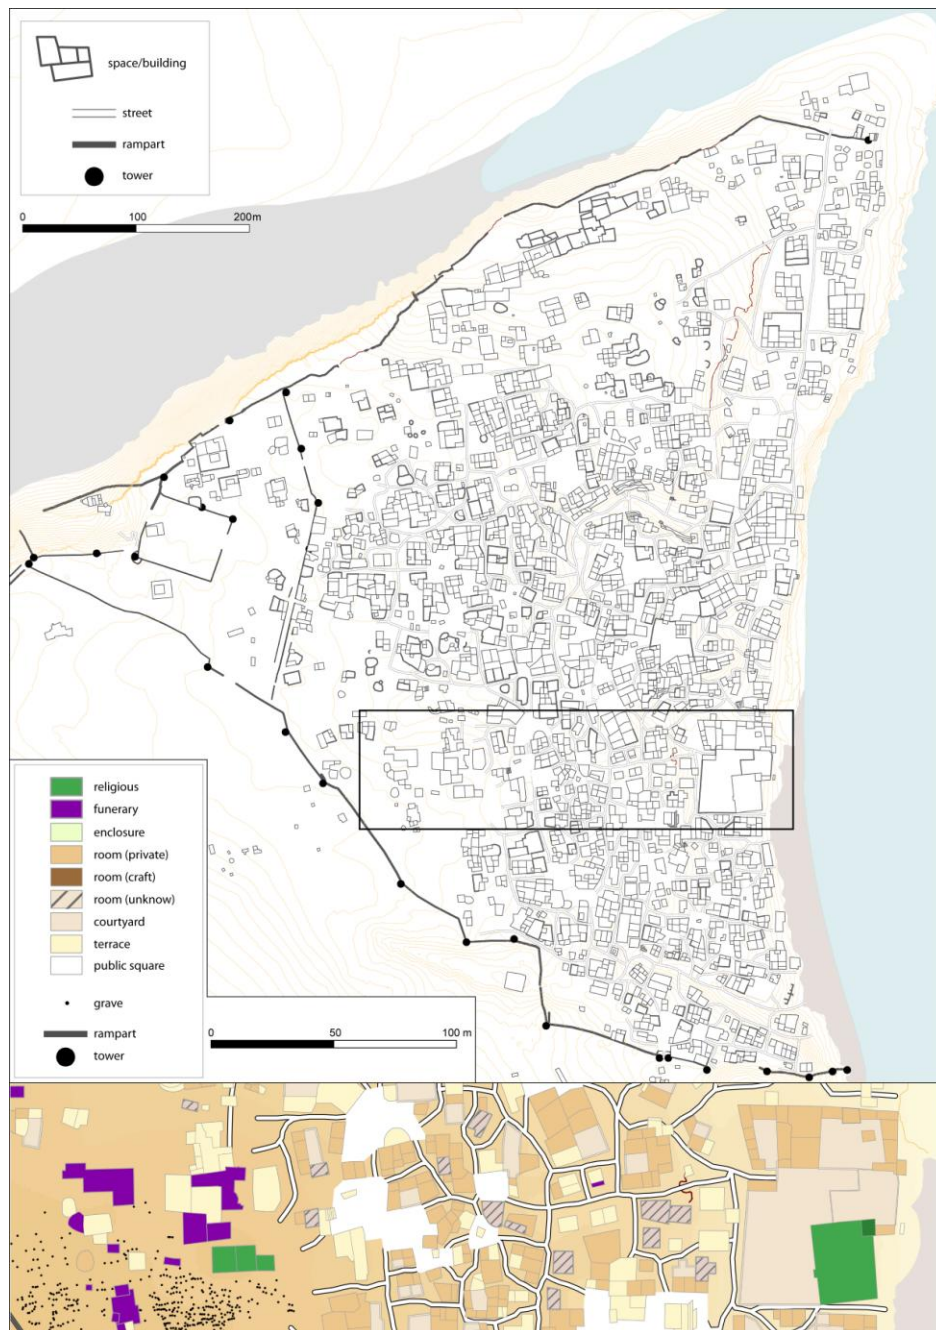 space/building
street
rampart
tower
0 100 200m
religious
funerary
enclosure
room (private)
room (craft)
room (unknow)
courtyard
terrace
public square
grave
rampart
tower
0 50 100 m